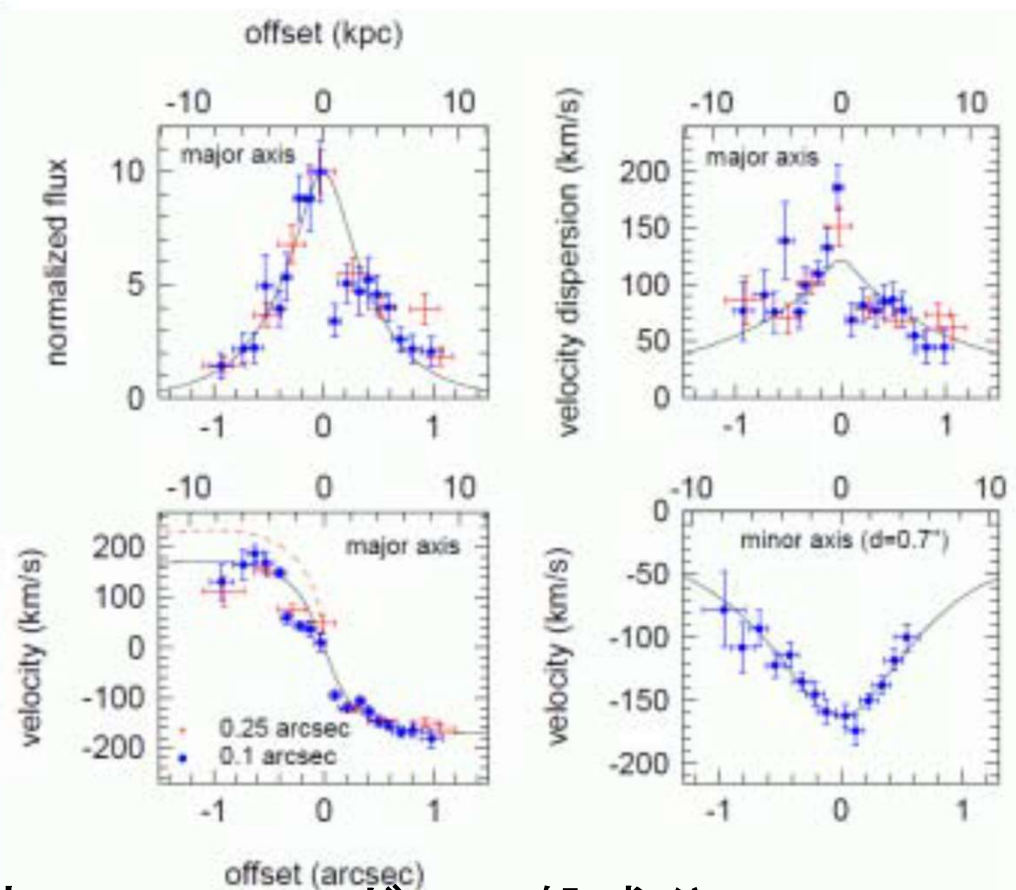 offset (kpc)
-10 0 10
normalized flux
major axis
10
5
0
-1 0 1
-10 0 10
velocity dispersion (km/s)
major axis
200
150
100
50
0
-1 0 1
-10 0 10
velocity (km/s)
major axis
200
100
0
-100
-200
0.25 arcsec
0.1 arcsec
-1 0 1
offset (arcsec)
-10 0 10
velocity (km/s)
minor axis (d=0.7")
0
-50
-100
-150
-200
-1 0 1